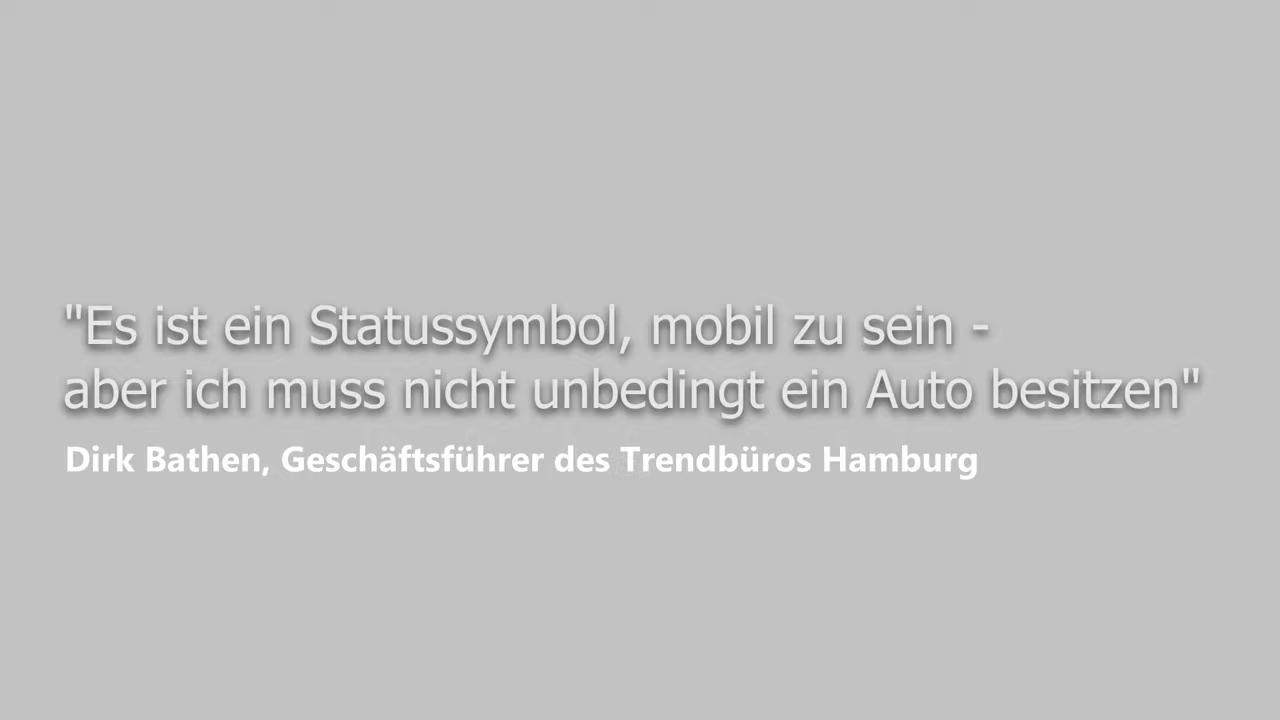 "Es ist ein Statussymbol, mobil zu sein -
aber ich muss nicht unbedingt ein Auto besitzen"
Dirk Bathen, Geschäftsführer des Trendbüros Hamburg